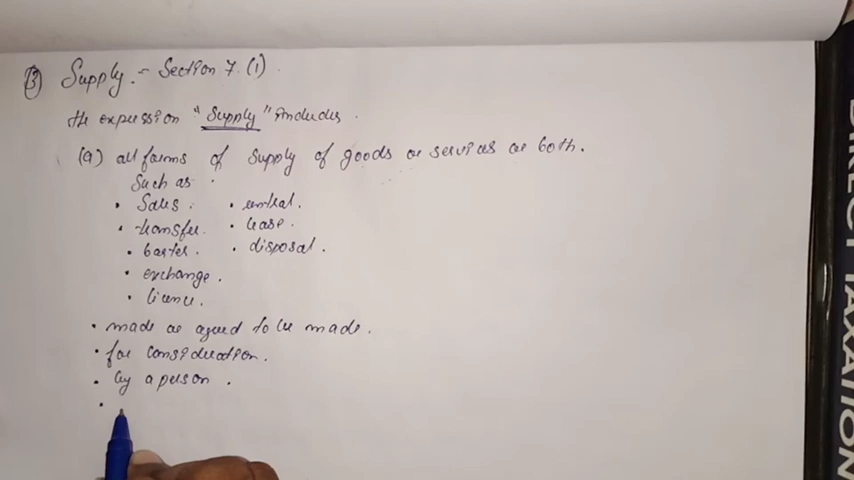 B) Supply :- Section 7.(1)
the expression "Supply" includes.
(a) all forms of supply of goods or services or both.
Such as
• Sales. • rental.
• transfer. • lease.
• barter. • disposal.
• exchange.
• licence.
• made or agreed to be made.
• for consideration.
• by a person.
•
DIRECT TAXATION